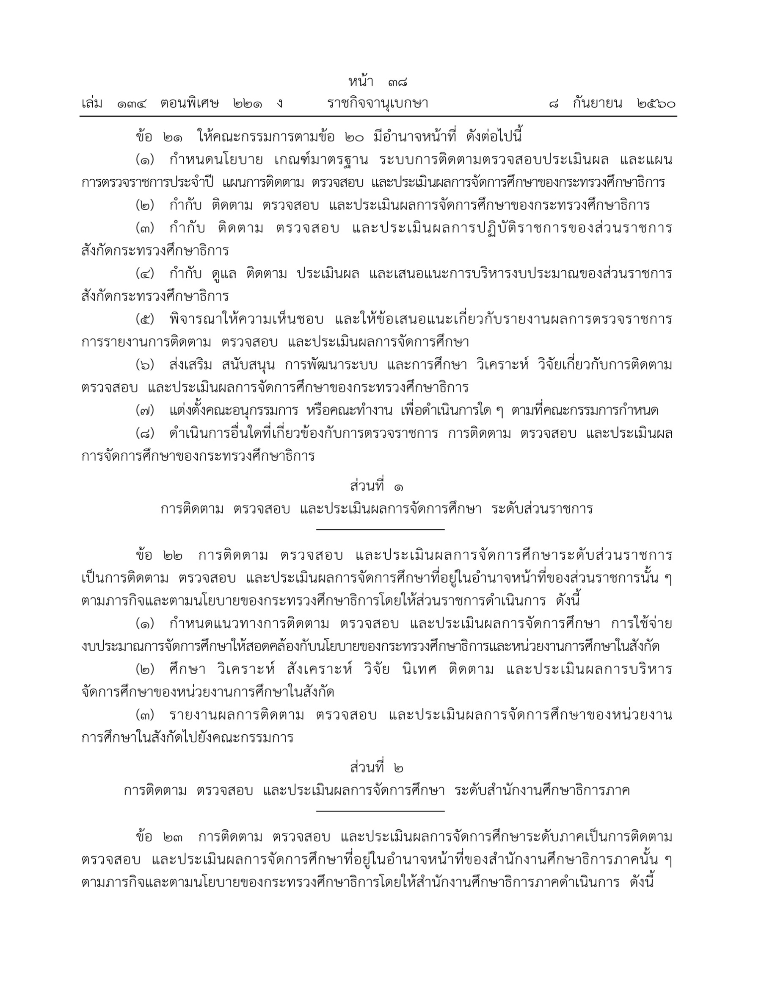 หน้า ๓๘
เล่ม ๑๓๔ ตอนพิเศษ ๒๒๑ ง ราชกิจจานุเบกษา ๘ กันยายน ๒๕๖๐
ข้อ ๒๑ ให้คณะกรรมการตามข้อ ๒๐ มีอำนาจหน้าที่ ดังต่อไปนี้
(๑) กำหนดนโยบาย เกณฑ์มาตรฐาน ระบบการติดตามตรวจสอบประเมินผล และแผน
การตรวจราชการประจำปี แผนการติดตาม ตรวจสอบ และประเมินผลการจัดการศึกษาของกระทรวงศึกษาธิการ
(๒) กำกับ ติดตาม ตรวจสอบ และประเมินผลการจัดการศึกษาของกระทรวงศึกษาธิการ
(๓) กำกับ ติดตาม ตรวจสอบ และประเมินผลการปฏิบัติราชการของส่วนราชการ
สังกัดกระทรวงศึกษาธิการ
(๔) กำกับ ดูแล ติดตาม ประเมินผล และเสนอแนะการบริหารงบประมาณของส่วนราชการ
สังกัดกระทรวงศึกษาธิการ
(๕) พิจารณาให้ความเห็นชอบ และให้ข้อเสนอแนะเกี่ยวกับรายงานผลการตรวจราชการ
การรายงานการติดตาม ตรวจสอบ และประเมินผลการจัดการศึกษา
(๖) ส่งเสริม สนับสนุน การพัฒนาระบบ และการศึกษา วิเคราะห์ วิจัยเกี่ยวกับการติดตาม
ตรวจสอบ และประเมินผลการจัดการศึกษาของกระทรวงศึกษาธิการ
(๗) แต่งตั้งคณะอนุกรรมการ หรือคณะทำงาน เพื่อดำเนินการใด ๆ ตามที่คณะกรรมการกำหนด
(๘) ดำเนินการอื่นใดที่เกี่ยวข้องกับการตรวจราชการ การติดตาม ตรวจสอบ และประเมินผล
การจัดการศึกษาของกระทรวงศึกษาธิการ
ส่วนที่ ๑
การติดตาม ตรวจสอบ และประเมินผลการจัดการศึกษา ระดับส่วนราชการ
ข้อ ๒๒ การติดตาม ตรวจสอบ และประเมินผลการจัดการศึกษาระดับส่วนราชการ
เป็นการติดตาม ตรวจสอบ และประเมินผลการจัดการศึกษาที่อยู่ในอำนาจหน้าที่ของส่วนราชการนั้น ๆ
ตามภารกิจและตามนโยบายของกระทรวงศึกษาธิการโดยให้ส่วนราชการดำเนินการ ดังนี้
(๑) กำหนดแนวทางการติดตาม ตรวจสอบ และประเมินผลการจัดการศึกษา การใช้จ่าย
งบประมาณการจัดการศึกษาให้สอดคล้องกับนโยบายของกระทรวงศึกษาธิการและหน่วยงานการศึกษาในสังกัด
(๒) ศึกษา วิเคราะห์ สังเคราะห์ วิจัย นิเทศ ติดตาม และประเมินผลการบริหาร
จัดการศึกษาของหน่วยงานการศึกษาในสังกัด
(๓) รายงานผลการติดตาม ตรวจสอบ และประเมินผลการจัดการศึกษาของหน่วยงาน
การศึกษาในสังกัดไปยังคณะกรรมการ
ส่วนที่ ๒
การติดตาม ตรวจสอบ และประเมินผลการจัดการศึกษา ระดับสำนักงานศึกษาธิการภาค
ข้อ ๒๓ การติดตาม ตรวจสอบ และประเมินผลการจัดการศึกษาระดับภาคเป็นการติดตาม
ตรวจสอบ และประเมินผลการจัดการศึกษาที่อยู่ในอำนาจหน้าที่ของสำนักงานศึกษาธิการภาคนั้น ๆ
ตามภารกิจและตามนโยบายของกระทรวงศึกษาธิการโดยให้สำนักงานศึกษาธิการภาคดำเนินการ ดังนี้